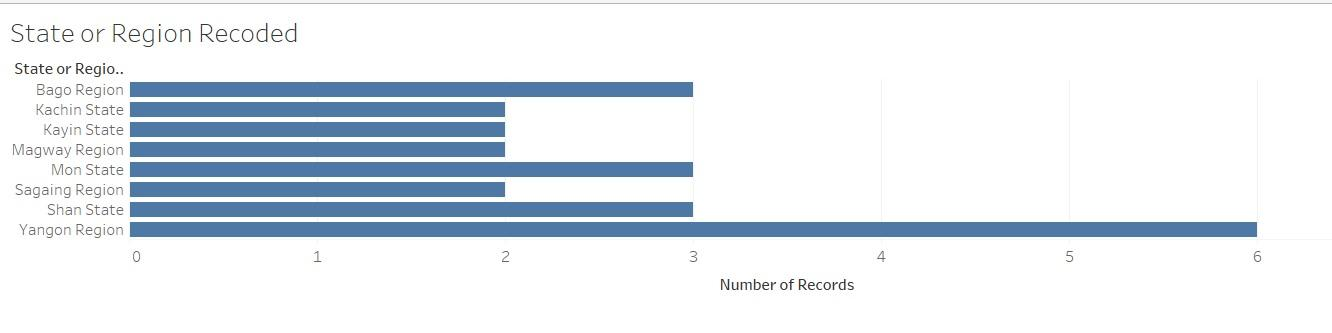 State or Region Recoded
State or Regio..
Bago Region
Kachin State
Kayin State
Magway Region
Mon State
Sagaing Region
Shan State
Yangon Region
0 1 2 3 4 5 6
Number of Records